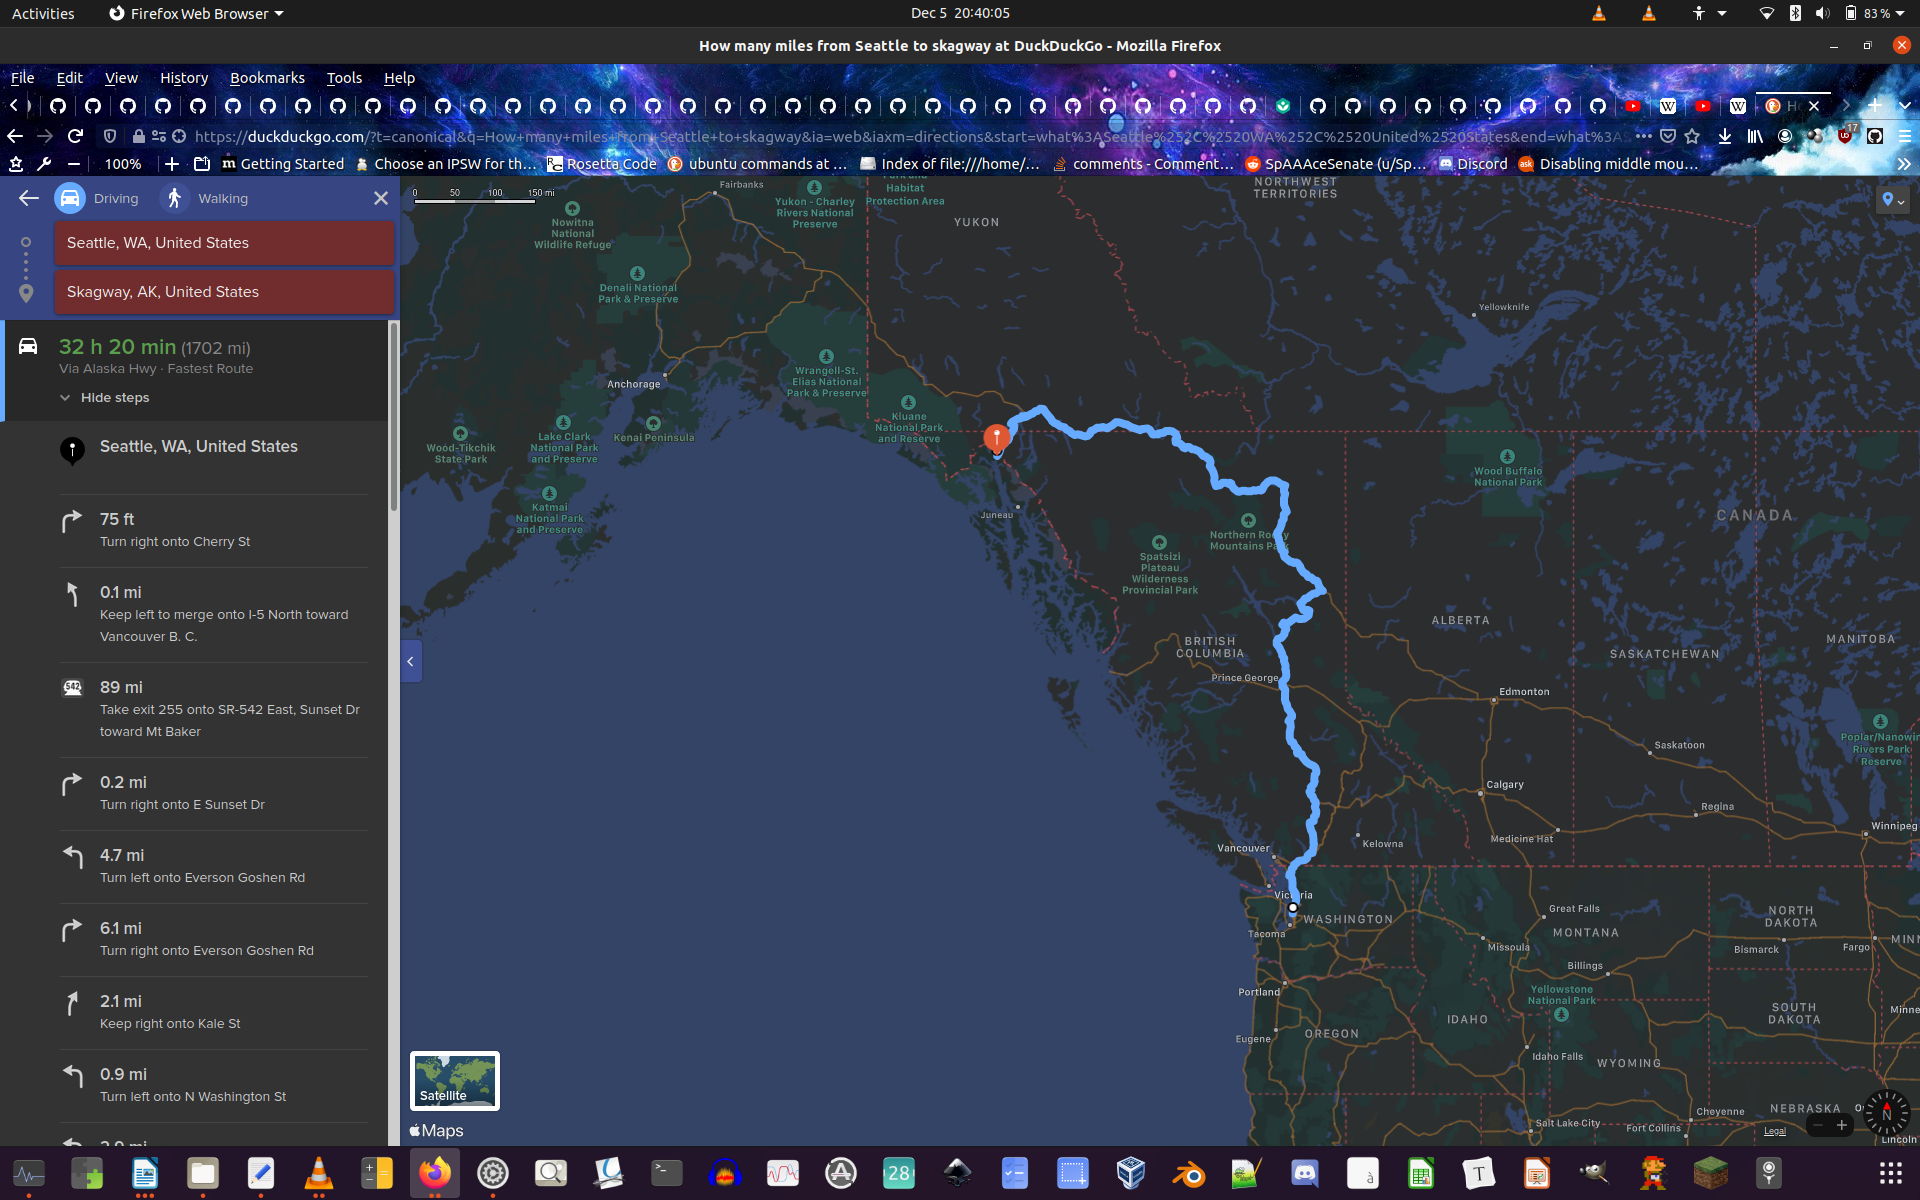 Activities
Firefox Web Browser
Dec 5 20:40:05
83 %
How many miles from Seattle to skagway at DuckDuckGo - Mozilla Firefox
File Edit View History Bookmarks Tools Help
https://duckduckgo.com/?t=canonical&q=How+many+miles+from+Seattle+to+skagway&ia=web&iaxm=directions&start=what%3ASeattle%252C%2520WA%252C%2520United%2520States&end=what%3AS
17
100%
Getting Started
Choose an IPSW for th…
Rosetta Code
ubuntu commands at …
Index of file:///home/…
comments - Comment…
SpAAAceSenate (u/Sp…
Discord
Disabling middle mou…
Driving
Walking
Seattle, WA, United States
Skagway, AK, United States
32 h 20 min (1702 mi)
Via Alaska Hwy · Fastest Route
Hide steps
Seattle, WA, United States
75 ft
Turn right onto Cherry St
0.1 mi
Keep left to merge onto I-5 North toward
Vancouver B. C.
542
89 mi
Take exit 255 onto SR-542 East, Sunset Dr
toward Mt Baker
0.2 mi
Turn right onto E Sunset Dr
4.7 mi
Turn left onto Everson Goshen Rd
6.1 mi
Turn right onto Everson Goshen Rd
2.1 mi
Keep right onto Kale St
0.9 mi
Turn left onto N Washington St
0 50 100 150 mi
Fairbanks
Nowitna
National
Wildlife Refuge
Yukon - Charley
Rivers National
Preserve
Habitat
Protection Area
YUKON
NORTHWEST
TERRITORIES
Denali National
Park & Preserve
Yellowknife
Wrangell-St.
Elias National
Park & Preserve
Anchorage
Kluane
National Park
and Reserve
Wood-Tikchik
State Park
Lake Clark
National Park
and Preserve
Kenai Peninsula
Katmai
National Park
and Preserve
Juneau
Wood Buffalo
National Park
CANADA
Northern Rocky
Mountains Park
Spatsizi
Plateau
Wilderness
Provincial Park
ALBERTA
BRITISH
COLUMBIA
SASKATCHEWAN
MANITOBA
Prince George
Edmonton
Saskatoon
Poplar/Nanowin
Rivers Park
Reserve
Calgary
Regina
Medicine Hat
Winnipeg
Vancouver
Kelowna
Victoria
WASHINGTON
Tacoma
Great Falls
MONTANA
NORTH
DAKOTA
Bismarck
Fargo
MINN
Missoula
Billings
Portland
Yellowstone
National Park
IDAHO
OREGON
Eugene
SOUTH
DAKOTA
Minne
Idaho Falls
WYOMING
Salt Lake City
Fort Collins
Cheyenne
NEBRASKA
O
N
Lincoln
Legal
Satellite
Maps
28